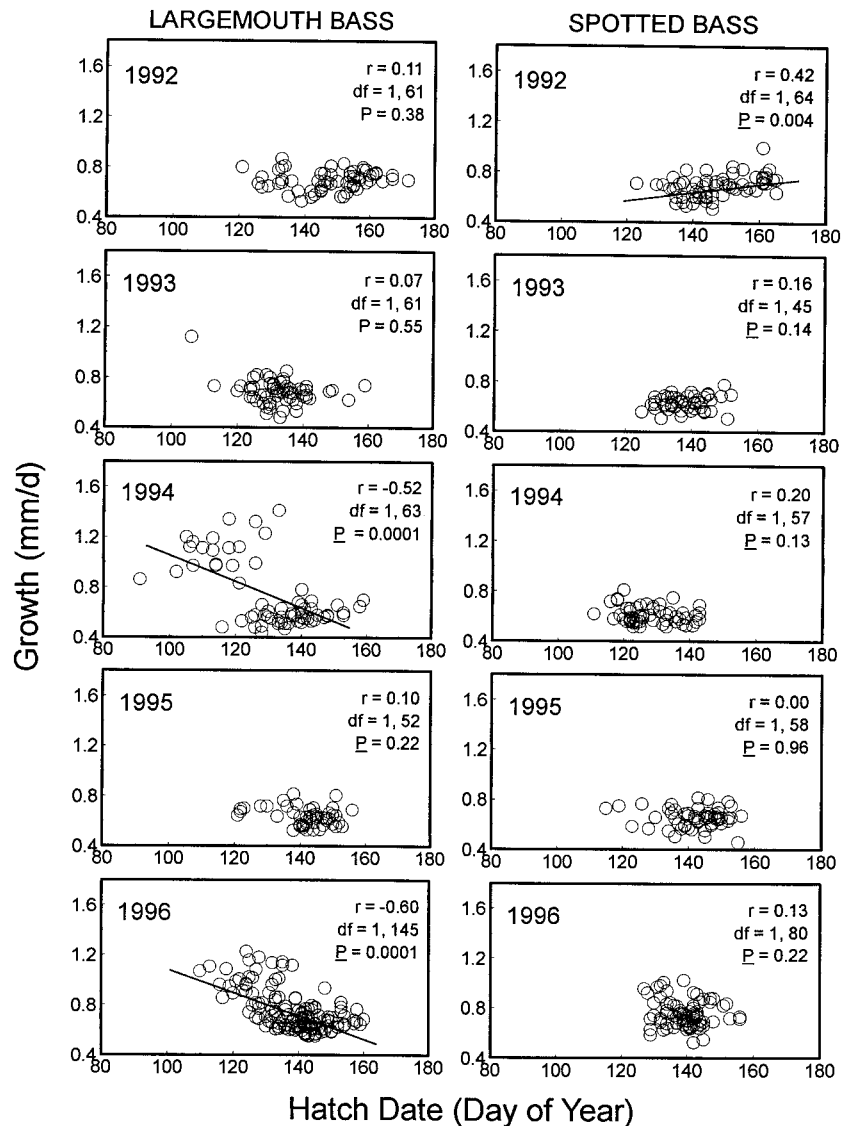 LARGEMOUTH BASS
SPOTTED BASS
1992
r = 0.11
df = 1, 61
P = 0.38
1.6
1.2
0.8
0.4
80 100 120 140 160 180
1992
r = 0.42
df = 1, 64
P = 0.004
1.6
1.2
0.8
0.4
80 100 120 140 160 180
1993
r = 0.07
df = 1, 61
P = 0.55
1.6
1.2
0.8
0.4
80 100 120 140 160 180
1993
r = 0.16
df = 1, 45
P = 0.14
1.6
1.2
0.8
0.4
80 100 120 140 160 180
1994
r = -0.52
df = 1, 63
P = 0.0001
1.6
1.2
0.8
0.4
80 100 120 140 160 180
1994
r = 0.20
df = 1, 57
P = 0.13
1.6
1.2
0.8
0.4
80 100 120 140 160 180
1995
r = 0.10
df = 1, 52
P = 0.22
1.6
1.2
0.8
0.4
80 100 120 140 160 180
1995
r = 0.00
df = 1, 58
P = 0.96
1.6
1.2
0.8
0.4
80 100 120 140 160 180
1996
r = -0.60
df = 1, 145
P = 0.0001
1.6
1.2
0.8
0.4
80 100 120 140 160 180
1996
r = 0.13
df = 1, 80
P = 0.22
1.6
1.2
0.8
0.4
80 100 120 140 160 180
Growth (mm/d)
Hatch Date (Day of Year)